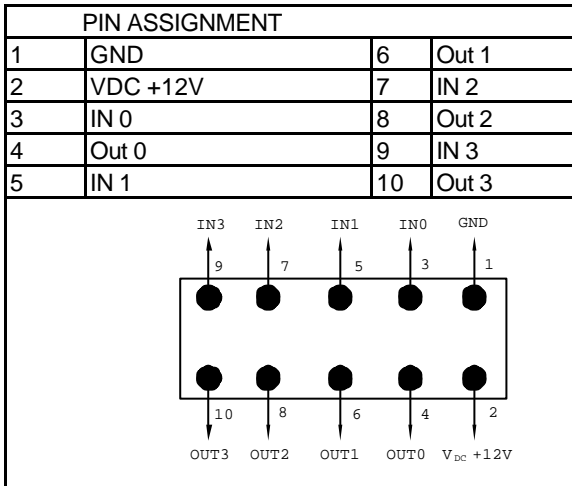 PIN ASSIGNMENT
1 GND 6 Out 1
2 VDC +12V 7 IN 2
3 IN 0 8 Out 2
4 Out 0 9 IN 3
5 IN 1 10 Out 3
IN3 IN2 IN1 IN0 GND
9 7 5 3 1
10 8 6 4 2
OUT3 OUT2 OUT1 OUT0 VDC +12V